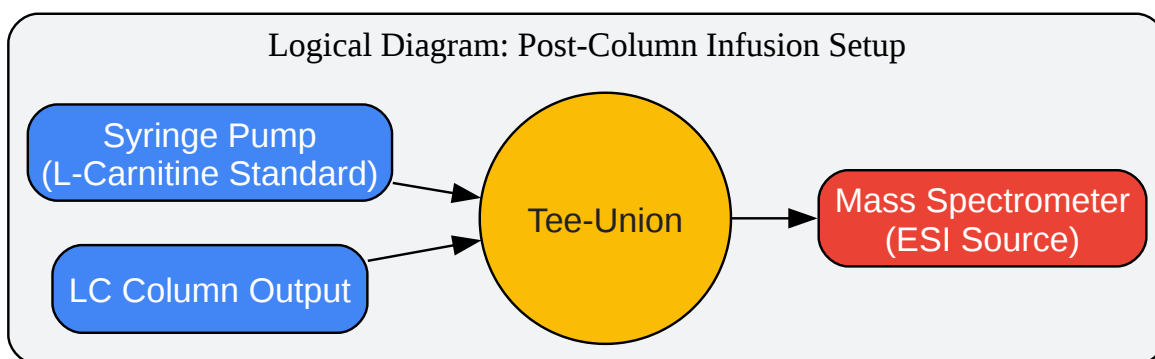 Logical Diagram: Post-Column Infusion Setup
Syringe Pump
(L-Carnitine Standard)
LC Column Output
Tee-Union
Mass Spectrometer
(ESI Source)